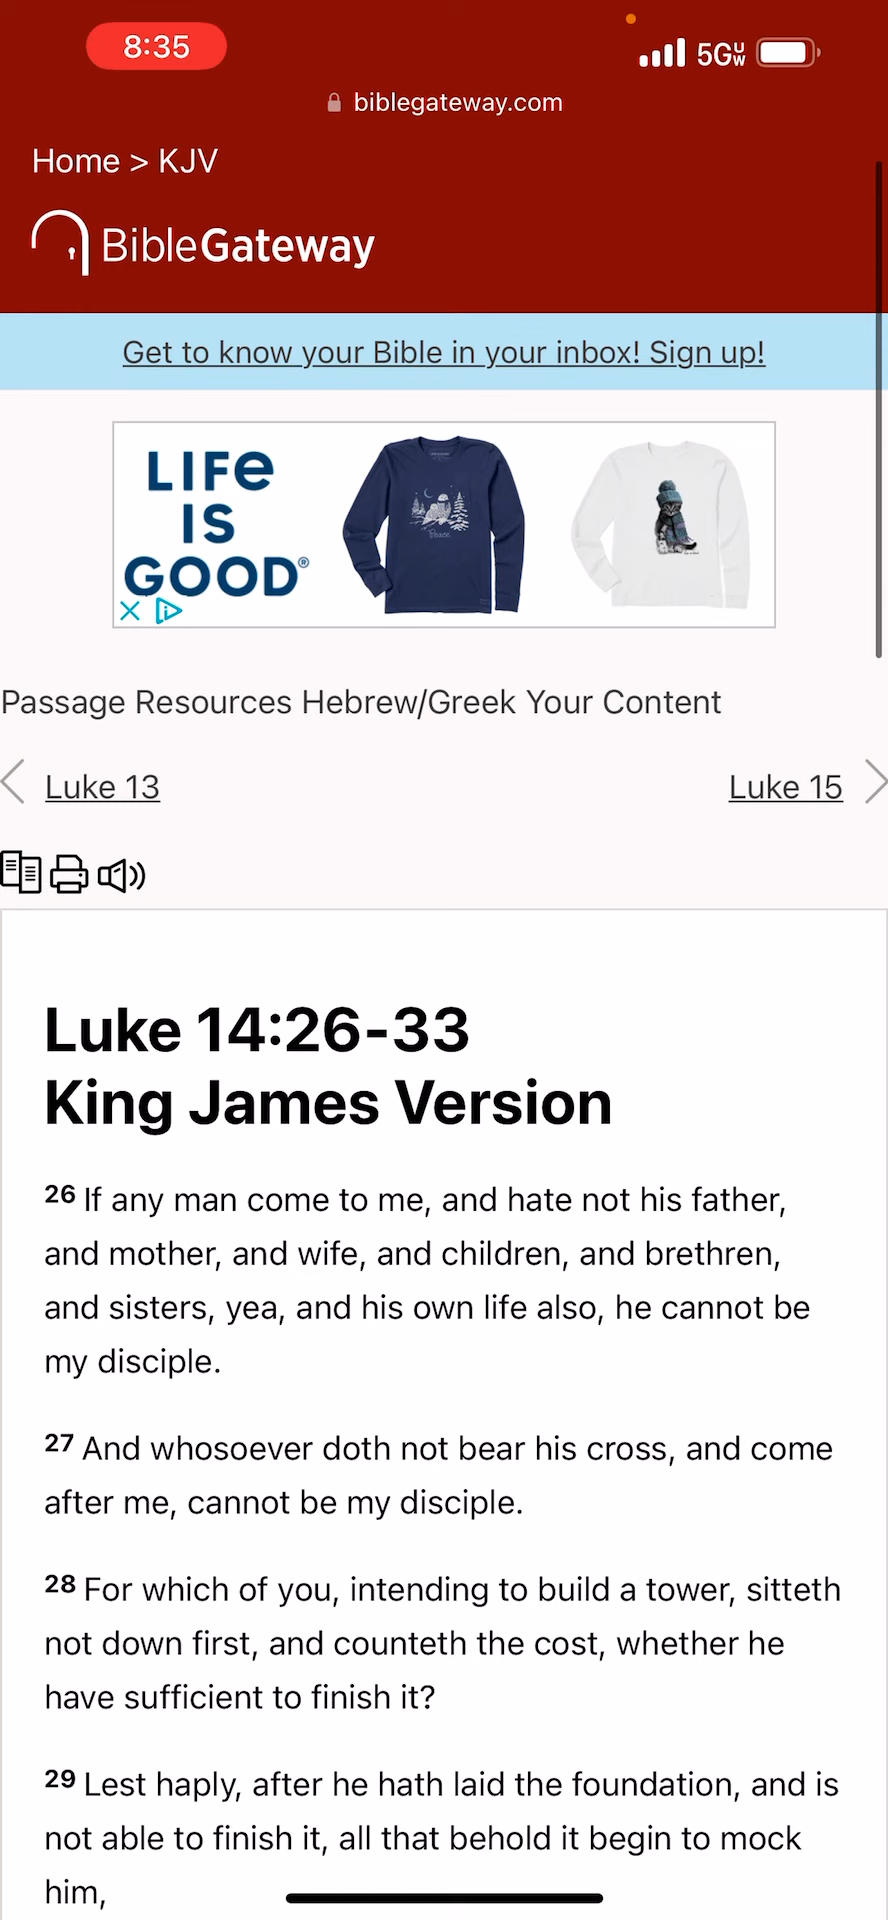 8:35
5G UW
biblegateway.com
Home > KJV
BibleGateway
Get to know your Bible in your inbox! Sign up!
LIFe
IS
GOOD®
Peace
Passage Resources Hebrew/Greek Your Content
Luke 13
Luke 15
Luke 14:26-33
King James Version
26 If any man come to me, and hate not his father,
and mother, and wife, and children, and brethren,
and sisters, yea, and his own life also, he cannot be
my disciple.
27 And whosoever doth not bear his cross, and come
after me, cannot be my disciple.
28 For which of you, intending to build a tower, sitteth
not down first, and counteth the cost, whether he
have sufficient to finish it?
29 Lest haply, after he hath laid the foundation, and is
not able to finish it, all that behold it begin to mock
him,